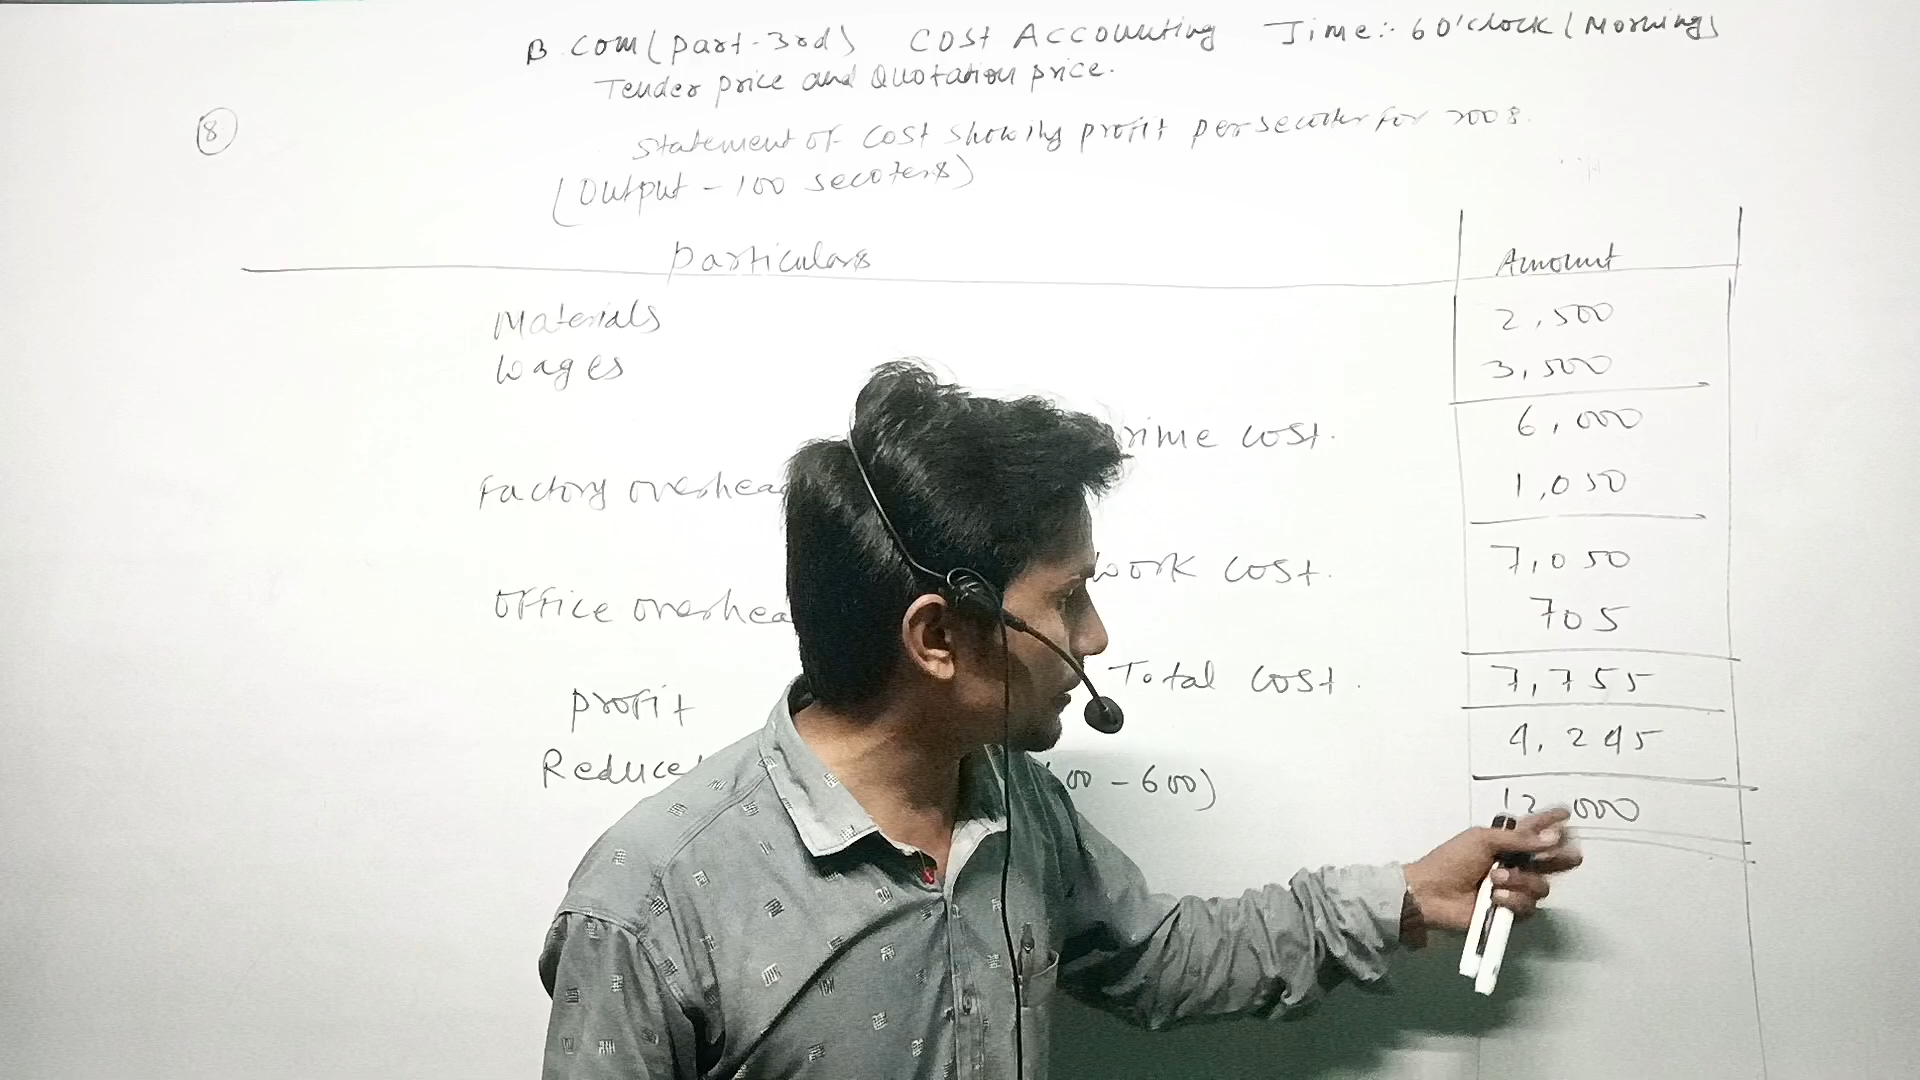 B.Com (Part-3rd) COST Accounting Time:- 6 O'clock (Morning)
Tender price and Quotation price.
8
Statement of cost showing profit per secoter for 2008.
(Output - 100 secoters)
Particulars Amount
Materials 2,500
Wages 3,500
rime cost. 6,000
Factory overhea 1,050
work cost. 7,050
Office overhea 705
Total cost. 7,755
Profit 4,245
Reduce 00 - 600) 12,000